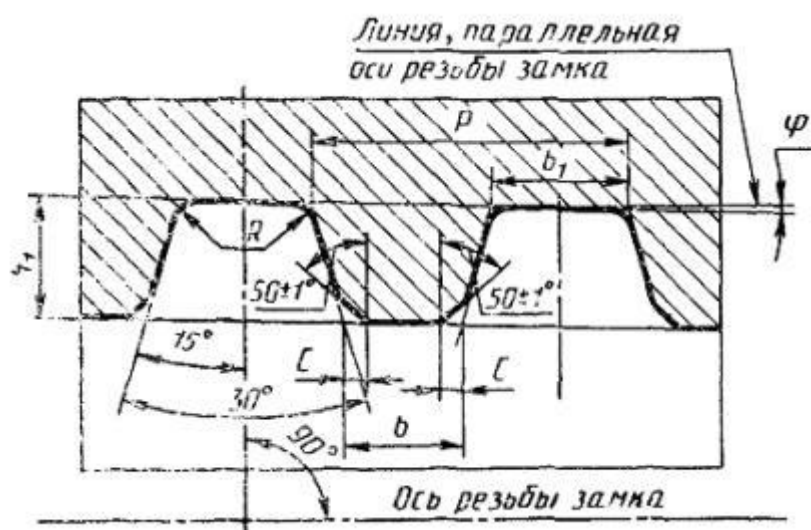 Линия, параллельная
оси резьбы замка
φ
P
b₁
R
50±1°
50±1°
15°
C
C
30°
b
90°
Ось резьбы замка